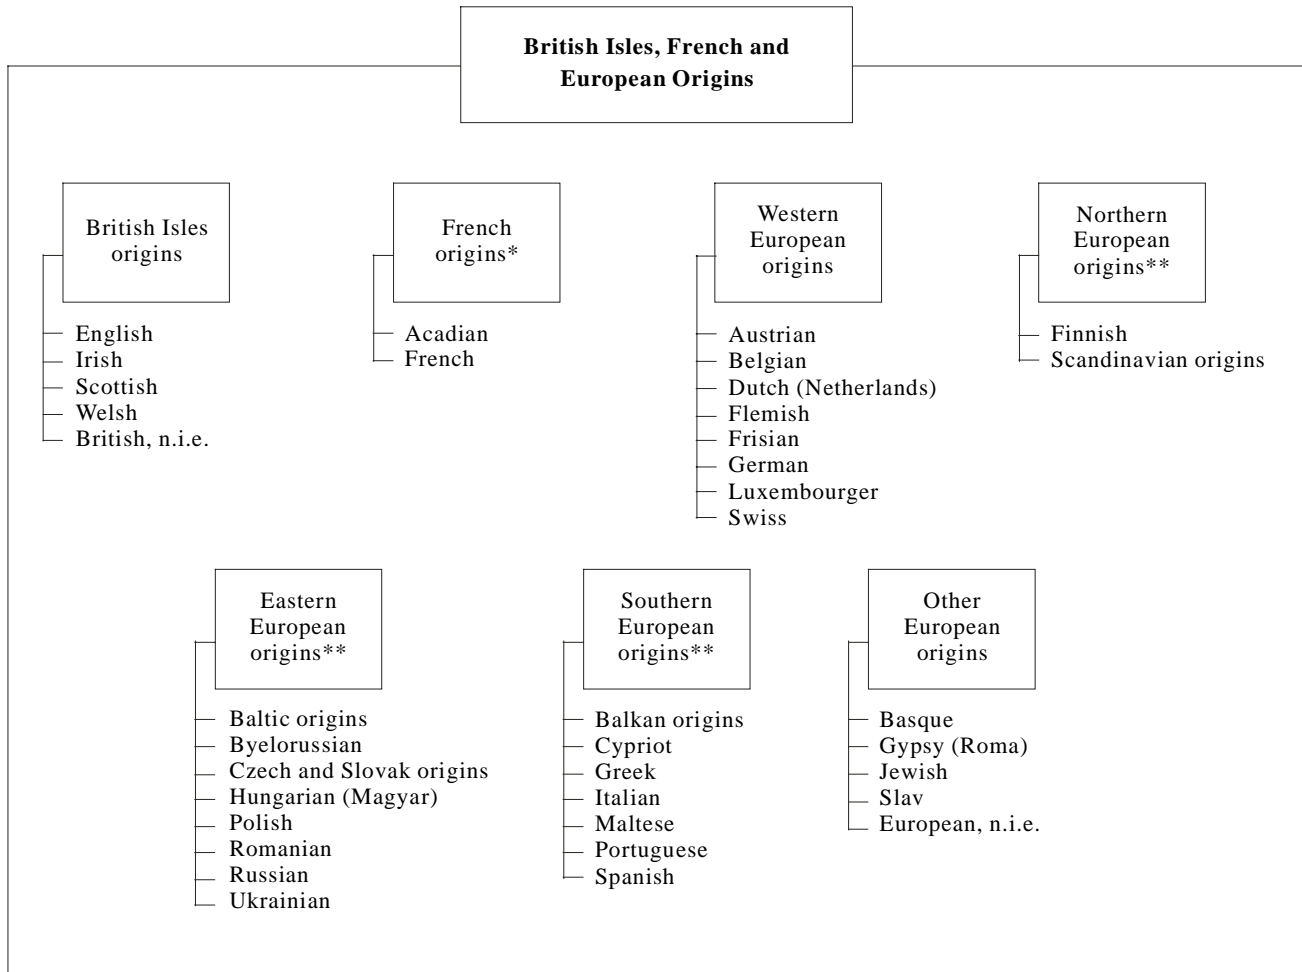 British Isles, French and
European Origins
British Isles
origins
English
Irish
Scottish
Welsh
British, n.i.e.
French
origins*
Acadian
French
Western
European
origins
Austrian
Belgian
Dutch (Netherlands)
Flemish
Frisian
German
Luxembourger
Swiss
Northern
European
origins**
Finnish
Scandinavian origins
Eastern
European
origins**
Baltic origins
Byelorussian
Czech and Slovak origins
Hungarian (Magyar)
Polish
Romanian
Russian
Ukrainian
Southern
European
origins**
Balkan origins
Cypriot
Greek
Italian
Maltese
Portuguese
Spanish
Other
European
origins
Basque
Gypsy (Roma)
Jewish
Slav
European, n.i.e.